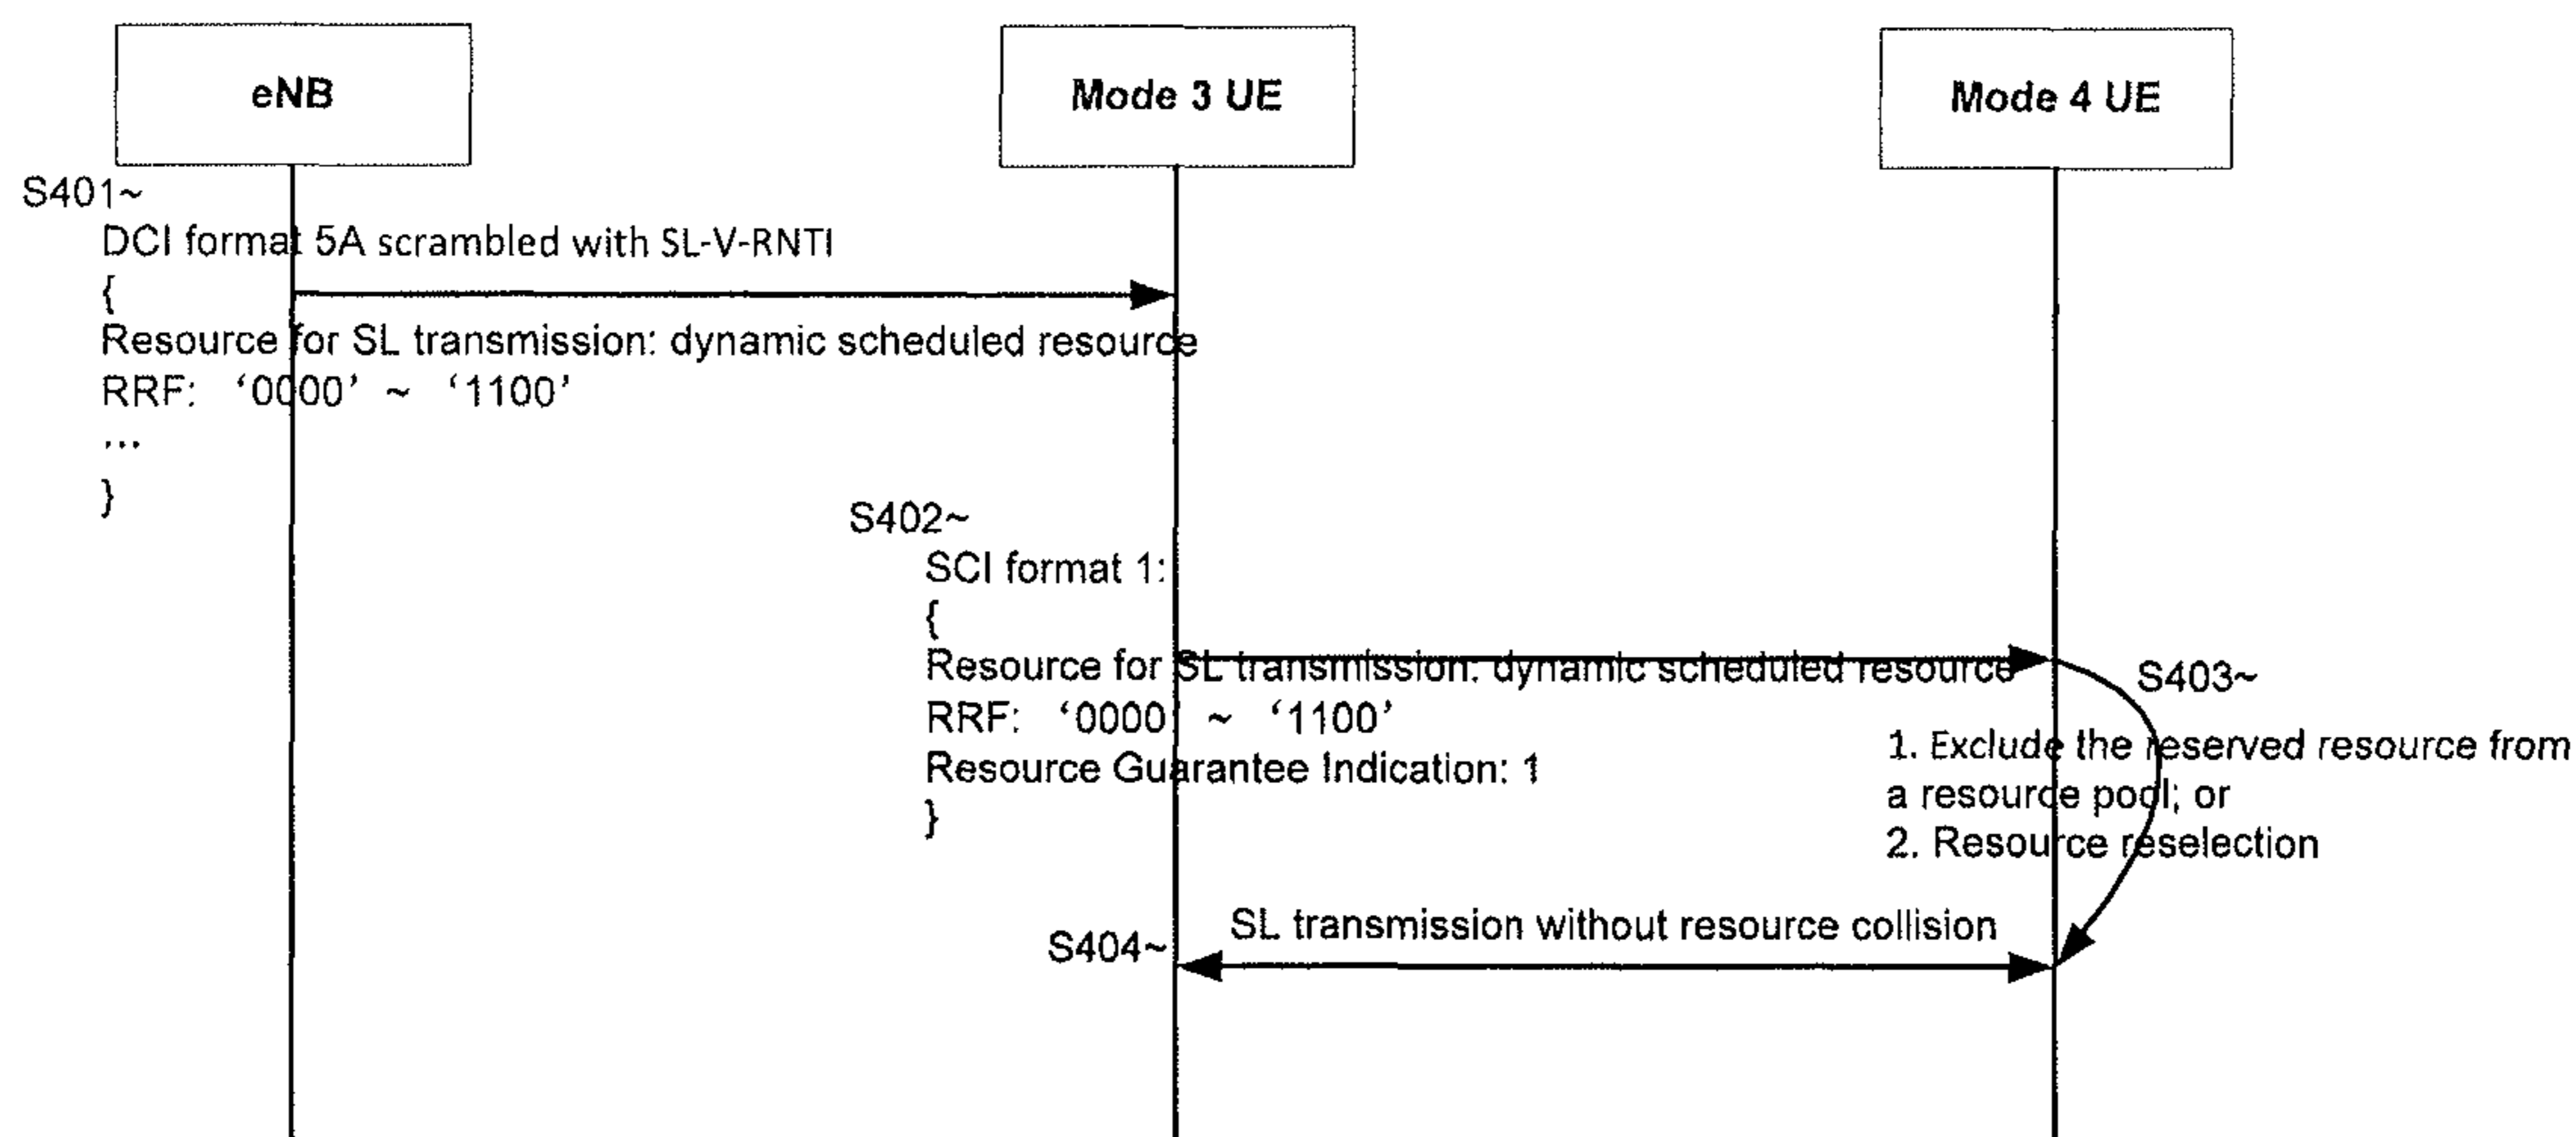 eNB
Mode 3 UE
Mode 4 UE
S401~
DCI format 5A scrambled with SL-V-RNTI
{
Resource for SL transmission: dynamic scheduled resource
RRF: ‘0000’ ~ ‘1100’
...
}
S402~
SCI format 1:
{
Resource for SL transmission: dynamic scheduled resource
RRF: ‘0000’ ~ ‘1100’
Resource Guarantee Indication: 1
}
S403~
1. Exclude the reserved resource from
a resource pool; or
2. Resource reselection
S404~
SL transmission without resource collision